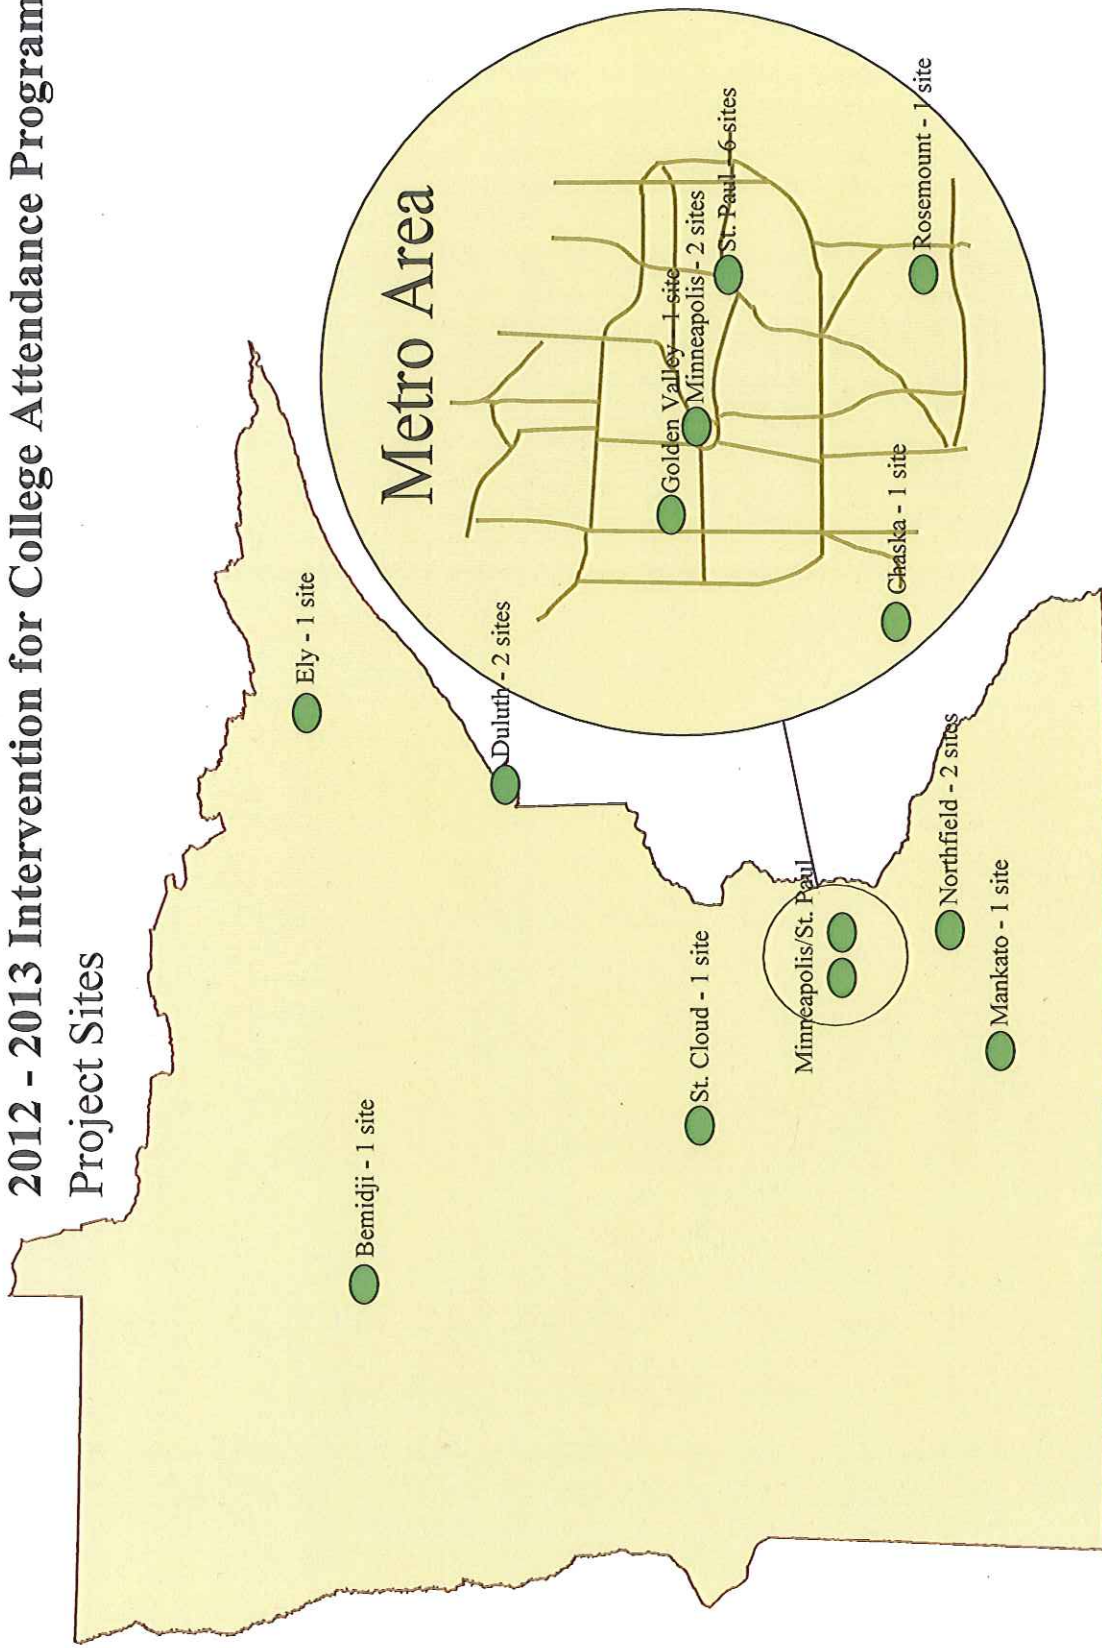 2012 - 2013 Intervention for College Attendance Program
Project Sites
Metro Area
Ely - 1 site
Bemidji - 1 site
Duluth - 2 sites
St. Cloud - 1 site
Minneapolis/St. Paul
Northfield - 2 sites
Mankato - 1 site
Golden Valley - 1 site
Minneapolis - 2 sites
St. Paul - 6 sites
Chaska - 1 site
Rosemount - 1 site